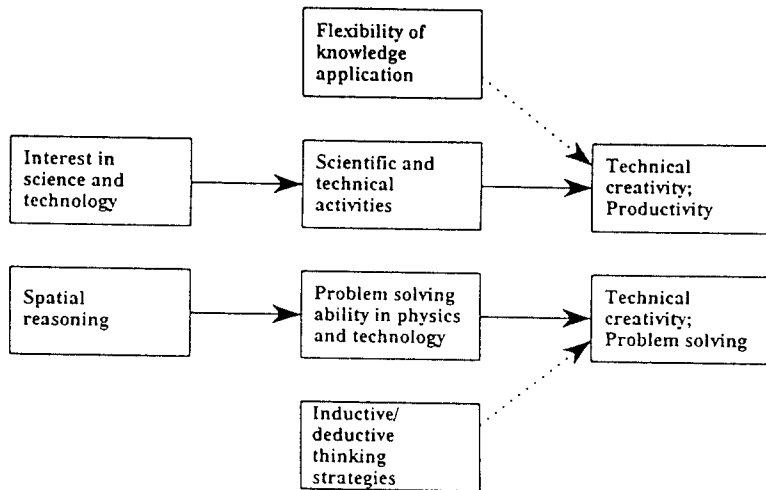 Flexibility of
knowledge
application
Interest in
science and
technology
Scientific and
technical
activities
Technical
creativity;
Productivity
Spatial
reasoning
Problem solving
ability in physics
and technology
Technical
creativity;
Problem solving
Inductive/
deductive
thinking
strategies